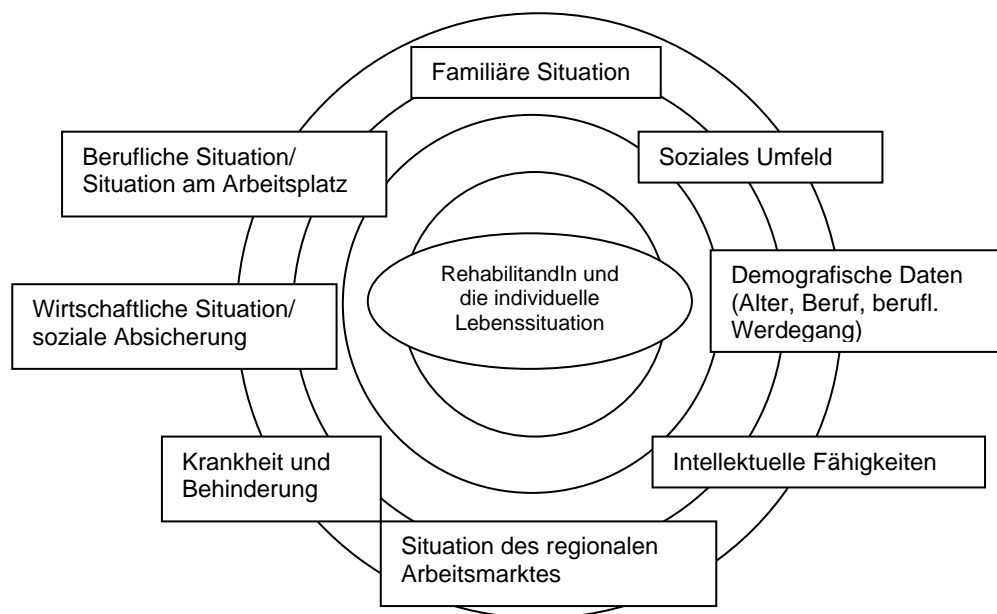 Familiäre Situation
Berufliche Situation/
Situation am Arbeitsplatz
Soziales Umfeld
RehabilitandIn und
die individuelle
Lebenssituation
Demografische Daten
(Alter, Beruf, berufl.
Werdegang)
Wirtschaftliche Situation/
soziale Absicherung
Krankheit und
Behinderung
Intellektuelle Fähigkeiten
Situation des regionalen
Arbeitsmarktes